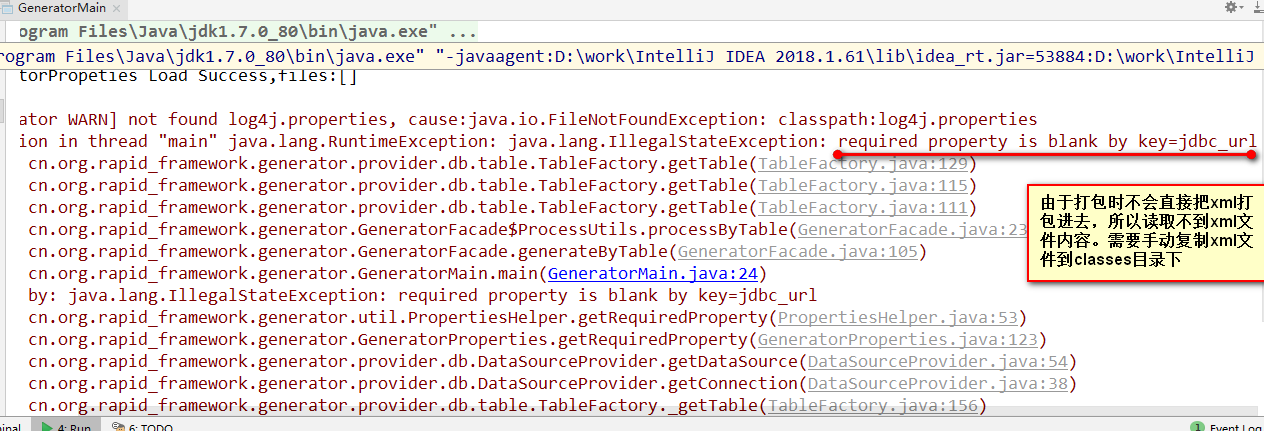 GeneratorMain
ogram Files\Java\jdk1.7.0_80\bin\java.exe" ...
rogram Files\Java\jdk1.7.0_80\bin\java.exe" "-javaagent:D:\work\IntelliJ IDEA 2018.1.61\lib\idea_rt.jar=53884:D:\work\IntelliJ
torPropeties Load Success,files:[]
ator WARN] not found log4j.properties, cause:java.io.FileNotFoundException: classpath:log4j.properties
ion in thread "main" java.lang.RuntimeException: java.lang.IllegalStateException: required property is blank by key=jdbc_url
cn.org.rapid_framework.generator.provider.db.table.TableFactory.getTable(TableFactory.java:129)
cn.org.rapid_framework.generator.provider.db.table.TableFactory.getTable(TableFactory.java:115)
cn.org.rapid_framework.generator.provider.db.table.TableFactory.getTable(TableFactory.java:111)
cn.org.rapid_framework.generator.GeneratorFacade$ProcessUtils.processByTable(GeneratorFacade.java:23
cn.org.rapid_framework.generator.GeneratorFacade.generateByTable(GeneratorFacade.java:105)
cn.org.rapid_framework.generator.GeneratorMain.main(GeneratorMain.java:24)
by: java.lang.IllegalStateException: required property is blank by key=jdbc_url
cn.org.rapid_framework.generator.util.PropertiesHelper.getRequiredProperty(PropertiesHelper.java:53)
cn.org.rapid_framework.generator.GeneratorProperties.getRequiredProperty(GeneratorProperties.java:123)
cn.org.rapid_framework.generator.provider.db.DataSourceProvider.getDataSource(DataSourceProvider.java:54)
cn.org.rapid_framework.generator.provider.db.DataSourceProvider.getConnection(DataSourceProvider.java:38)
cn.org.rapid_framework.generator.provider.db.table.TableFactory._getTable(TableFactory.java:156)
由于打包时不会直接把xml打
包进去，所以读取不到xml文
件内容。需要手动复制xml文
件到classes目录下
minal
4: Run
6: TODO
1 Event Log